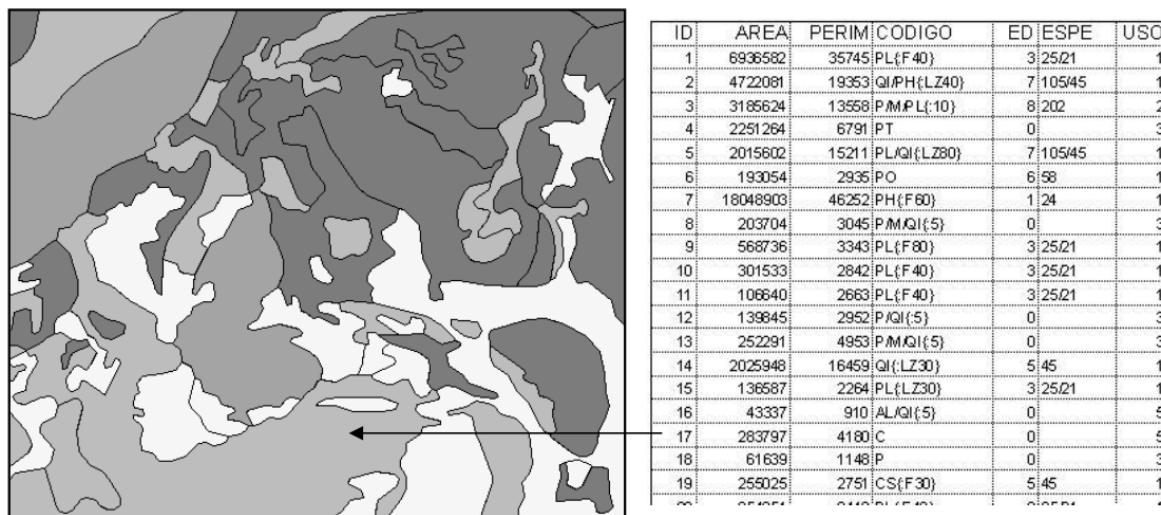 ID AREA PERIM CODIGO ED ESPE USO
1 6936582 35745 PL{F40} 3 25/21 1
2 4722081 19353 QI/PH{:LZ40} 7 105/45 1
3 3185624 13558 P/M/PL{:10} 8 202 2
4 2251264 6791 PT 0 3
5 2015602 15211 PL/QI{:LZ80} 7 105/45 1
6 193054 2935 PO 6 58 1
7 18048903 46252 PH{F60} 1 24 1
8 203704 3045 P/M/QI{:5} 0 3
9 568736 3343 PL{F80} 3 25/21 1
10 301533 2842 PL{F40} 3 25/21 1
11 106640 2663 PL{F40} 3 25/21 1
12 139845 2952 P/QI{:5} 0 3
13 252291 4953 P/M/QI{:5} 0 3
14 2025948 16459 QI{:LZ30} 5 45 1
15 136587 2264 PL{LZ30} 3 25/21 1
16 43337 910 AL/QI{:5} 0 5
17 283797 4180 C 0 5
18 61639 1148 P 0 3
19 255025 2751 CS{F30} 5 45 1